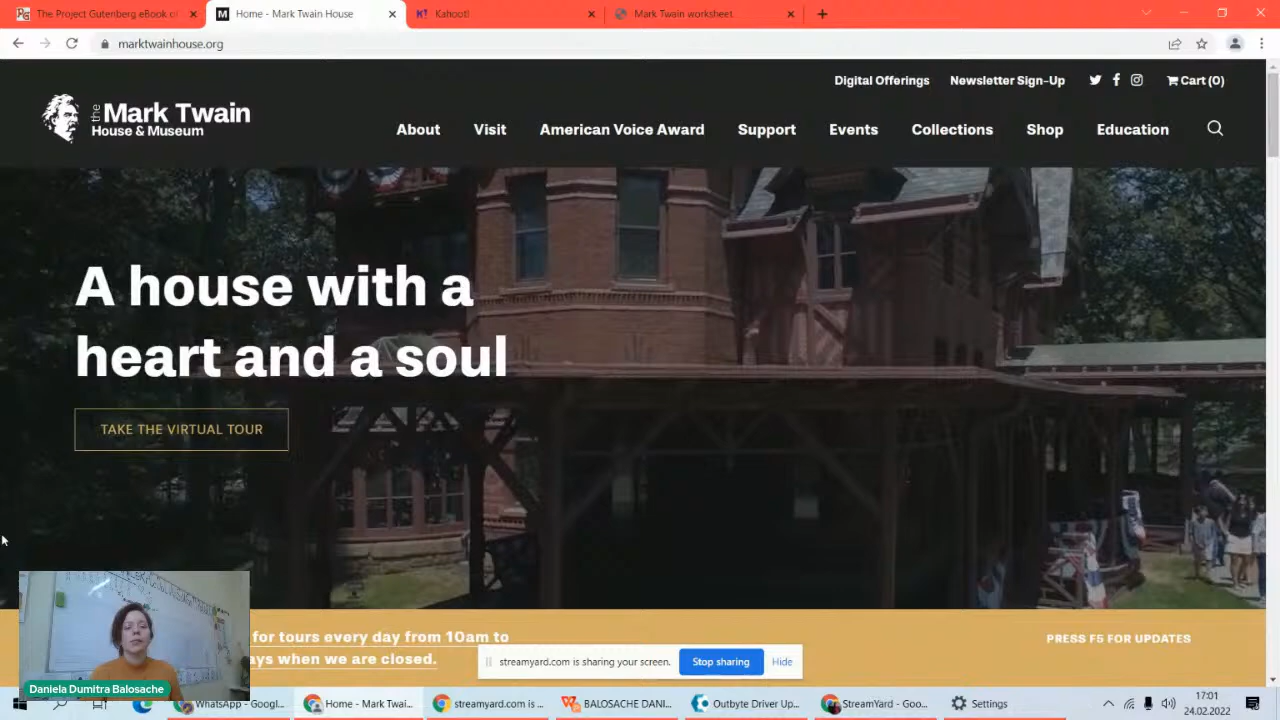 The Project Gutenberg eBook of
Home - Mark Twain House
Kahoot!
Mark Twain worksheet
marktwainhouse.org
Digital Offerings
Newsletter Sign-Up
Cart (0)
the Mark Twain
House & Museum
About
Visit
American Voice Award
Support
Events
Collections
Shop
Education
A house with a
heart and a soul
TAKE THE VIRTUAL TOUR
for tours every day from 10am to
ays when we are closed.
PRESS F5 FOR UPDATES
streamyard.com is sharing your screen.
Stop sharing
Hide
Daniela Dumitra Balosache
WhatsApp - Googl...
Home - Mark Twai...
streamyard.com is ...
BALOSACHE DANI...
Outbyte Driver Up...
StreamYard - Goo...
Settings
17:01
24.02.2022